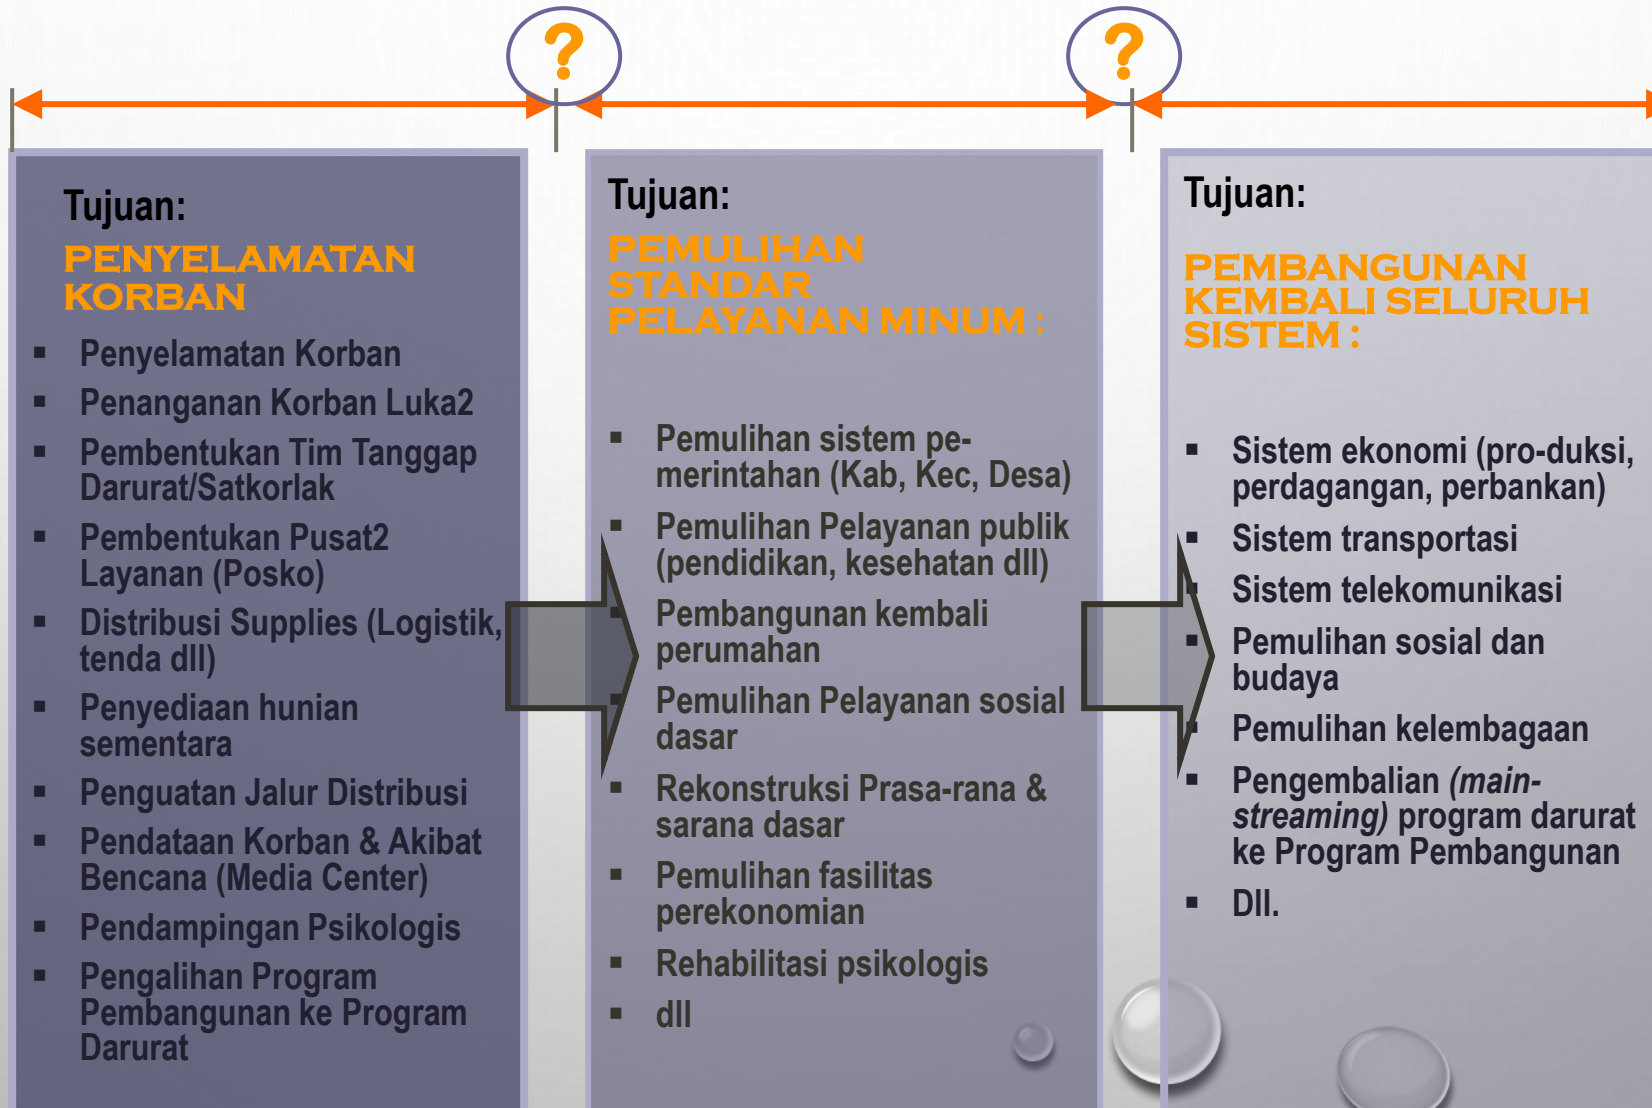 ?
?
Tujuan:
PENYELAMATAN
KORBAN
▪ Penyelamatan Korban
▪ Penanganan Korban Luka2
▪ Pembentukan Tim Tanggap
Darurat/Satkorlak
▪ Pembentukan Pusat2
Layanan (Posko)
▪ Distribusi Supplies (Logistik,
tenda dll)
▪ Penyediaan hunian
sementara
▪ Penguatan Jalur Distribusi
▪ Pendataan Korban & Akibat
Bencana (Media Center)
▪ Pendampingan Psikologis
▪ Pengalihan Program
Pembangunan ke Program
Darurat
Tujuan:
PEMULIHAN
STANDAR
PELAYANAN MINUM :
▪ Pemulihan sistem pe-
merintahan (Kab, Kec, Desa)
▪ Pemulihan Pelayanan publik
(pendidikan, kesehatan dll)
▪ Pembangunan kembali
perumahan
▪ Pemulihan Pelayanan sosial
dasar
▪ Rekonstruksi Prasa-rana &
sarana dasar
▪ Pemulihan fasilitas
perekonomian
▪ Rehabilitasi psikologis
▪ dll
Tujuan:
PEMBANGUNAN
KEMBALI SELURUH
SISTEM :
▪ Sistem ekonomi (pro-duksi,
perdagangan, perbankan)
▪ Sistem transportasi
▪ Sistem telekomunikasi
▪ Pemulihan sosial dan
budaya
▪ Pemulihan kelembagaan
▪ Pengembalian (main-
streaming) program darurat
ke Program Pembangunan
▪ Dll.